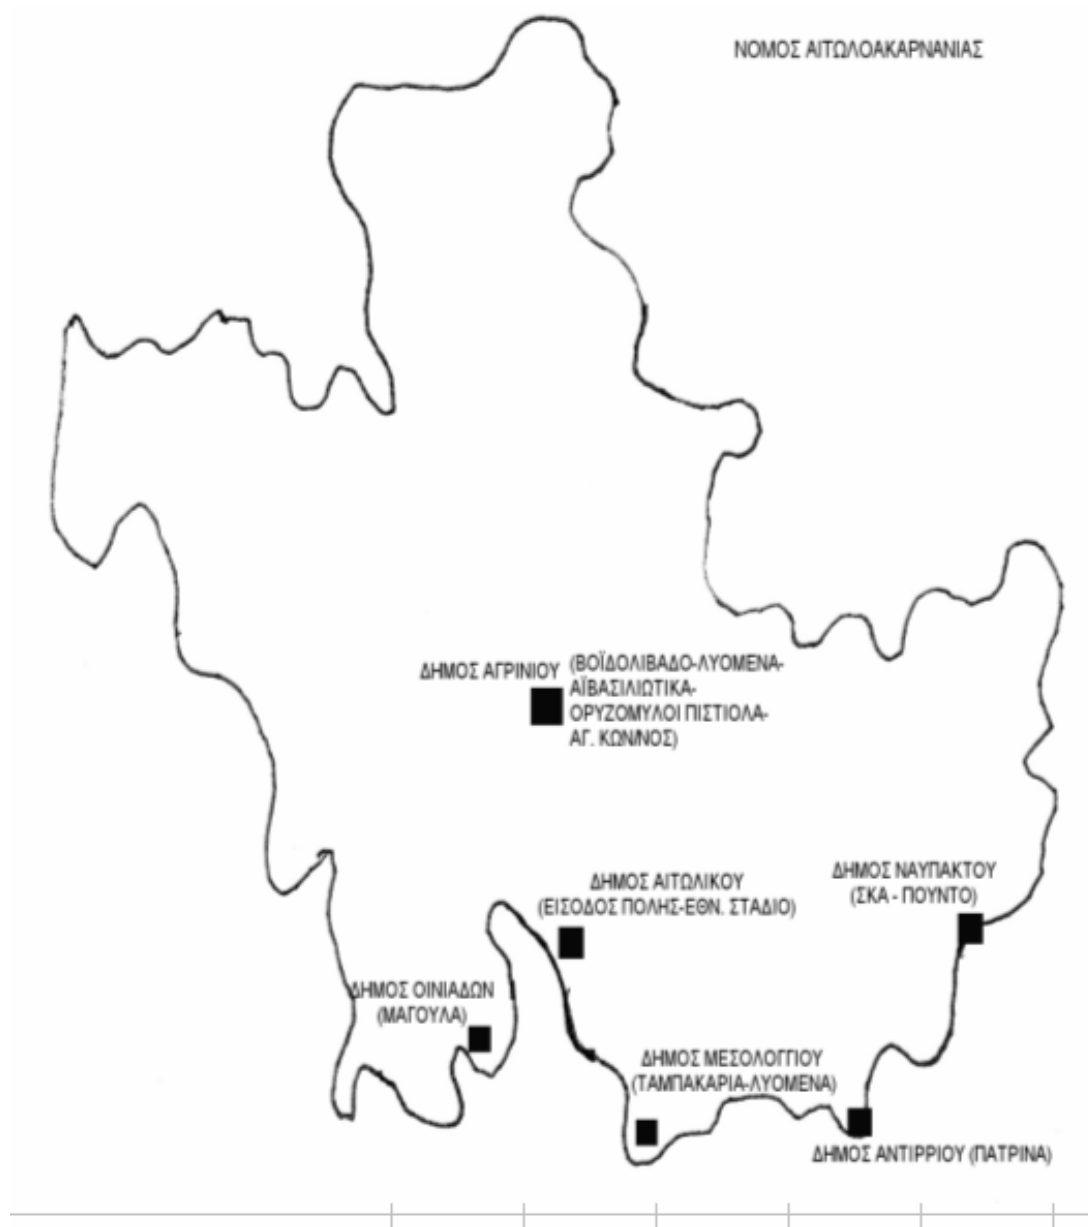 ΝΟΜΟΣ ΑΙΤΩΛΟΑΚΑΡΝΑΝΙΑΣ
ΔΗΜΟΣ ΑΓΡΙΝΙΟΥ
(ΒΟΪΔΟΛΙΒΑΔΟ-ΛΥΟΜΕΝΑ-
ΑΪΒΑΣΙΛΙΩΤΙΚΑ-
ΟΡΥΖΟΜΥΛΟΙ ΠΙΣΤΙΟΛΑ-
ΑΓ. ΚΩΝ/ΝΟΣ)
ΔΗΜΟΣ ΝΑΥΠΑΚΤΟΥ
(ΣΚΑ - ΠΟΥΝΤΟ)
ΔΗΜΟΣ ΑΙΤΩΛΙΚΟΥ
(ΕΙΣΟΔΟΣ ΠΟΛΗΣ-ΕΘΝ. ΣΤΑΔΙΟ)
ΔΗΜΟΣ ΟΙΝΙΑΔΩΝ
(ΜΑΓΟΥΛΑ)
ΔΗΜΟΣ ΜΕΣΟΛΟΓΓΙΟΥ
(ΤΑΜΠΑΚΑΡΙΑ-ΛΥΟΜΕΝΑ)
ΔΗΜΟΣ ΑΝΤΙΡΡΙΟΥ (ΠΑΤΡΙΝΑ)